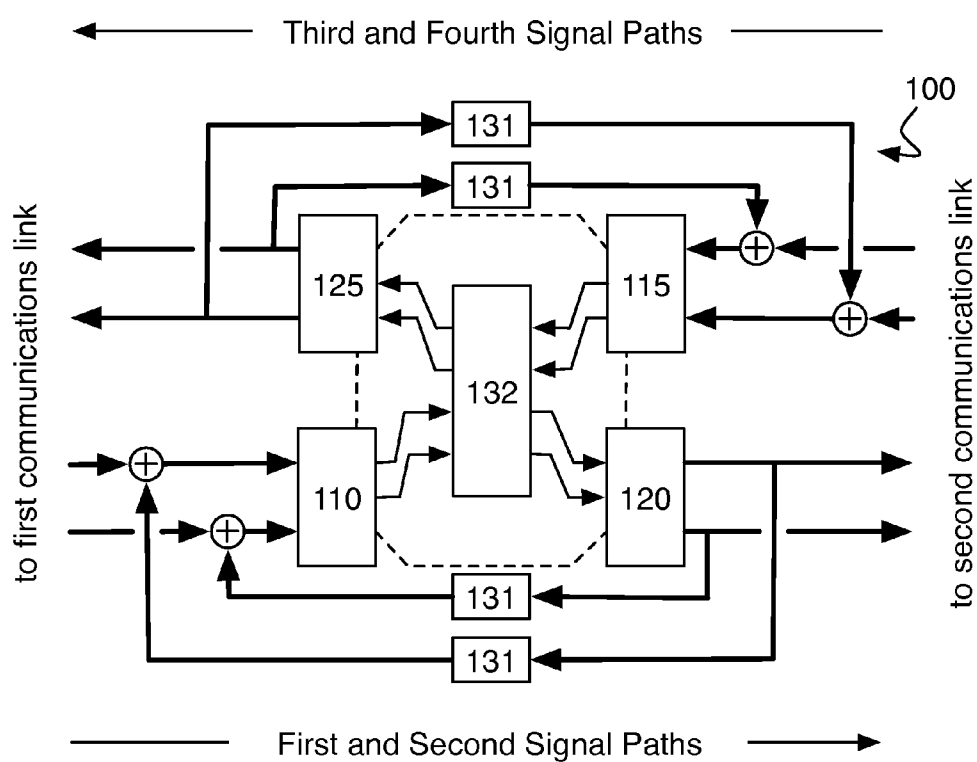 Third and Fourth Signal Paths
100
131
131
to first communications link
125
115
to second communications link
132
110
120
131
131
First and Second Signal Paths